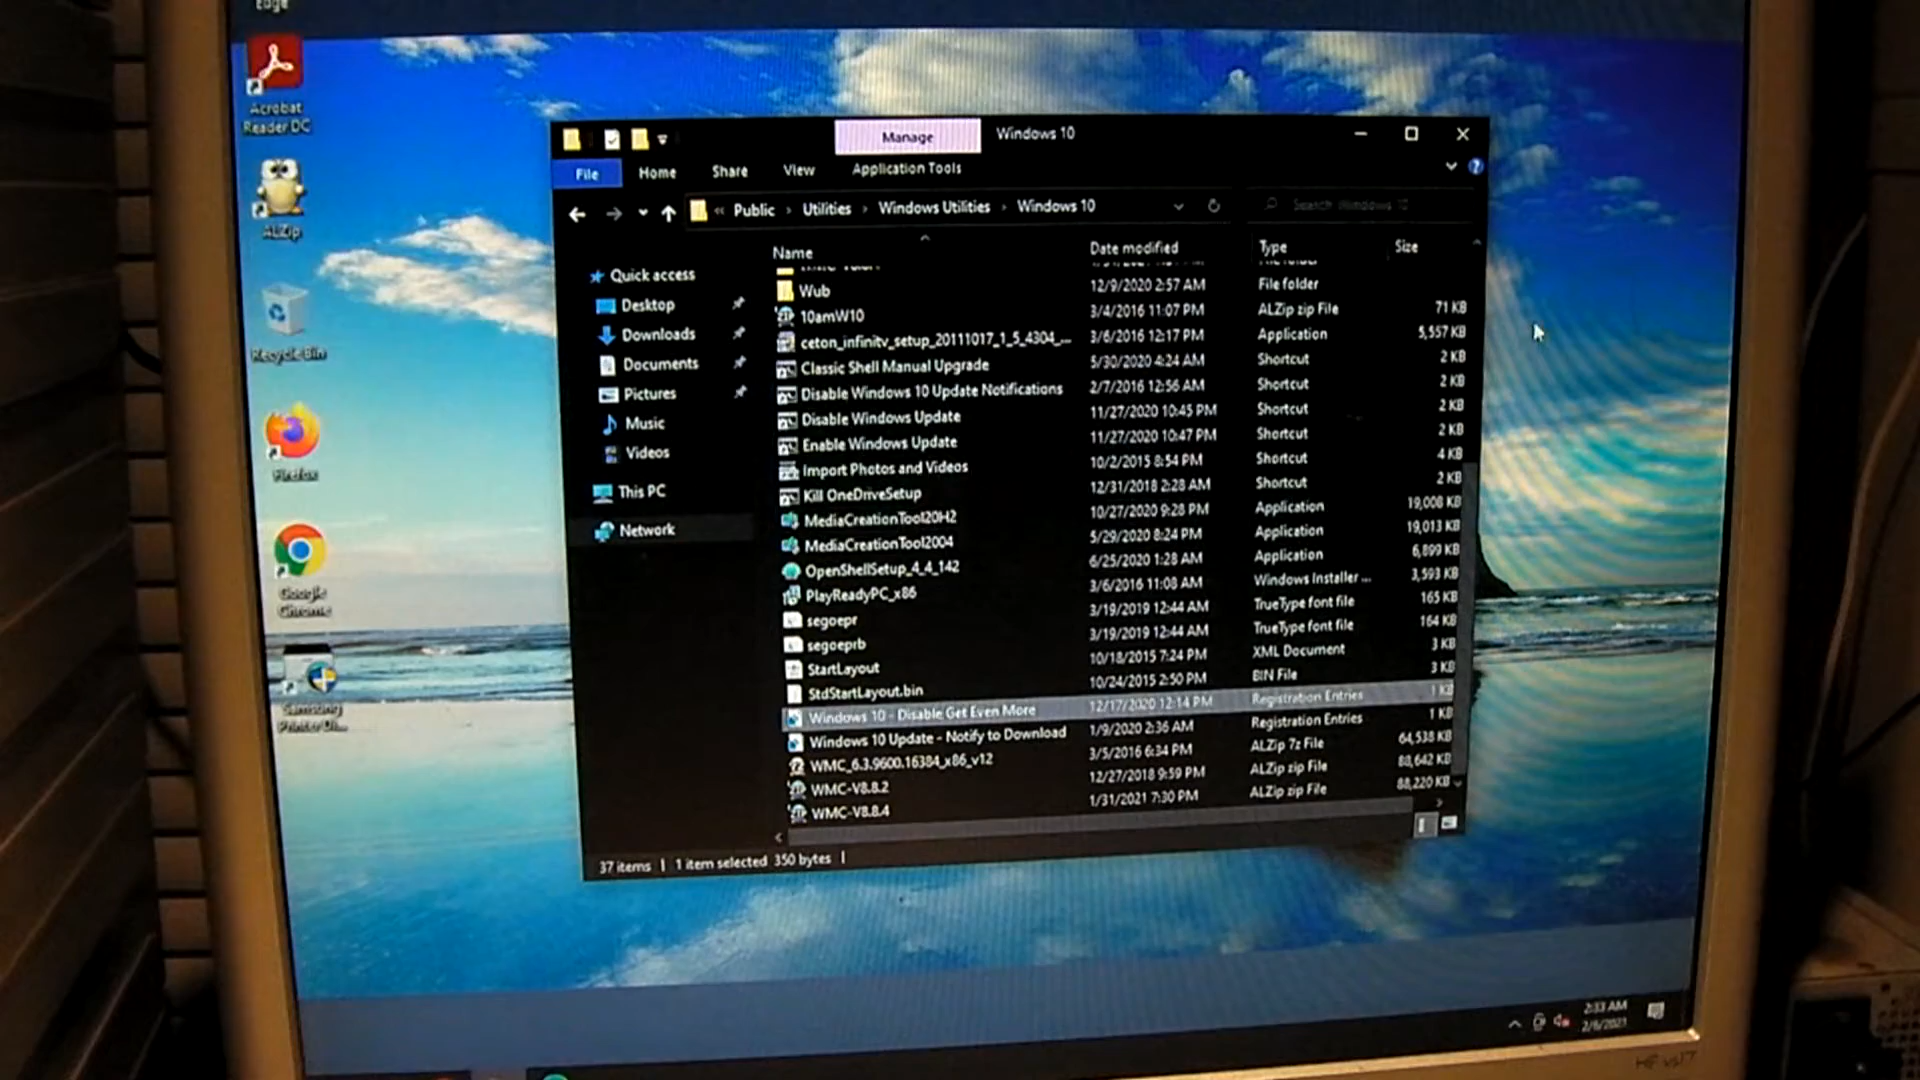 Edge
Acrobat
Reader DC
ALZip
Recycle Bin
Firefox
Google
Chrome
Samsung
Printer Di...
Manage
Windows 10
File
Home
Share
View
Application Tools
« Public › Utilities › Windows Utilities › Windows 10
Search Windows 10
Quick access
Desktop
Downloads
Documents
Pictures
Music
Videos
This PC
Network
Name Date modified Type Size
Wub 12/9/2020 2:57 AM File folder
10amW10 3/4/2016 11:07 PM ALZip zip File 71 KB
ceton_infinitv_setup_20111017_1_5_4304_... 3/6/2016 12:17 PM Application 5,557 KB
Classic Shell Manual Upgrade 5/30/2020 4:24 AM Shortcut 2 KB
Disable Windows 10 Update Notifications 2/7/2016 12:56 AM Shortcut 2 KB
Disable Windows Update 11/27/2020 10:45 PM Shortcut 2 KB
Enable Windows Update 11/27/2020 10:47 PM Shortcut 2 KB
Import Photos and Videos 10/2/2015 8:54 PM Shortcut 4 KB
Kill OneDriveSetup 12/31/2018 2:28 AM Shortcut 2 KB
MediaCreationTool20H2 10/27/2020 9:28 PM Application 19,008 KB
MediaCreationTool2004 5/29/2020 8:24 PM Application 19,013 KB
OpenShellSetup_4_4_142 6/25/2020 1:28 AM Application 6,899 KB
PlayReadyPC_x86 3/6/2016 11:08 AM Windows Installer ... 3,593 KB
segoepr 3/19/2019 12:44 AM TrueType font file 165 KB
segoeprb 3/19/2019 12:44 AM TrueType font file 164 KB
StartLayout 10/18/2015 7:24 PM XML Document 3 KB
StdStartLayout.bin 10/24/2015 2:50 PM BIN File 3 KB
Windows 10 - Disable Get Even More 12/17/2020 12:14 PM Registration Entries 1 KB
Windows 10 Update - Notify to Download 1/9/2020 2:36 AM Registration Entries 1 KB
WMC_6.3.9600.16384_x86_v12 3/5/2016 6:34 PM ALZip 7z File 64,538 KB
WMC-V8.8.2 12/27/2018 9:59 PM ALZip zip File 88,642 KB
WMC-V8.8.4 1/31/2021 7:30 PM ALZip zip File 88,220 KB
37 items | 1 item selected 350 bytes |
2:33 AM
2/6/2021